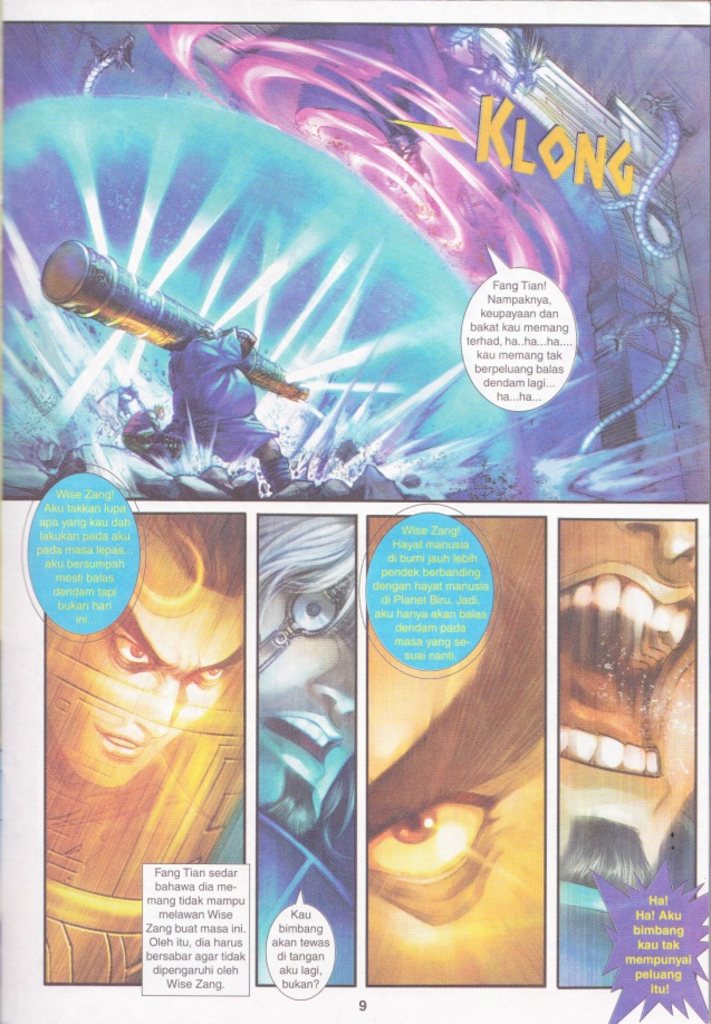 KLONG
Fang Tian!
Nampaknya,
keupayaan dan
bakat kau memang
terhad, ha..ha...ha....
kau memang tak
berpeluang balas
dendam lagi...
ha...ha...
Wise Zang!
Aku takkan lupa
apa yang kau dah
lakukan pada aku
pada masa lepas...
aku bersumpah
mesti balas
dendam tapi
bukan hari
ini...
Fang Tian sedar
bahawa dia me-
mang tidak mampu
melawan Wise
Zang buat masa ini.
Oleh itu, dia harus
bersabar agar tidak
dipengaruhi oleh
Wise Zang.
Kau
bimbang
akan tewas
di tangan
aku lagi,
bukan?
Wise Zang!
Hayat manusia
di bumi jauh lebih
pendek berbanding
dengan hayat manusia
di Planet Biru. Jadi,
aku hanya akan balas
dendam pada
masa yang se-
suai nanti.
Ha!
Ha! Aku
bimbang
kau tak
mempunyai
peluang
itu!
9